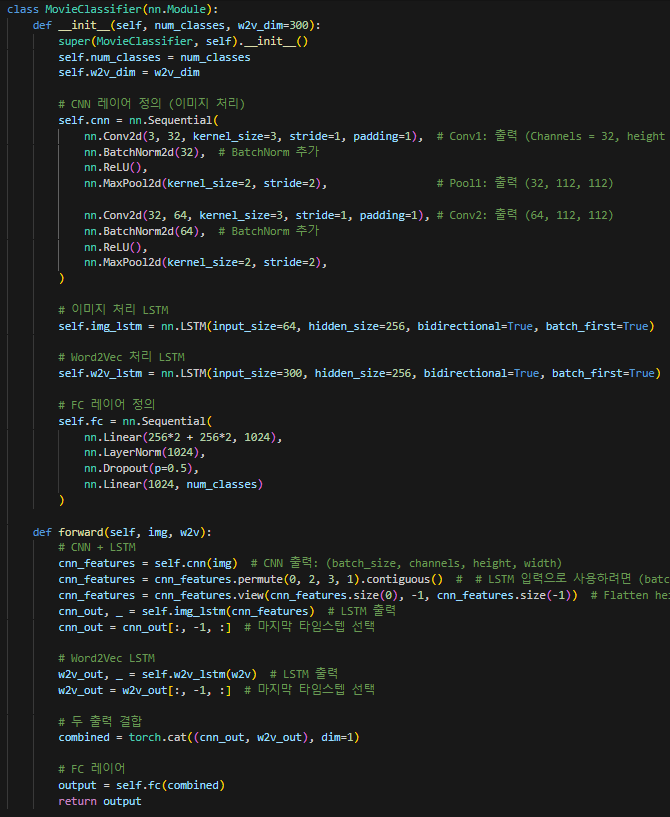 class MovieClassifier(nn.Module):
    def __init__(self, num_classes, w2v_dim=300):
        super(MovieClassifier, self).__init__()
        self.num_classes = num_classes
        self.w2v_dim = w2v_dim

        # CNN 레이어 정의 (이미지 처리)
        self.cnn = nn.Sequential(
            nn.Conv2d(3, 32, kernel_size=3, stride=1, padding=1),  # Conv1: 출력 (Channels = 32, height
            nn.BatchNorm2d(32),  # BatchNorm 추가
            nn.ReLU(),
            nn.MaxPool2d(kernel_size=2, stride=2),                 # Pool1: 출력 (32, 112, 112)

            nn.Conv2d(32, 64, kernel_size=3, stride=1, padding=1), # Conv2: 출력 (64, 112, 112)
            nn.BatchNorm2d(64),  # BatchNorm 추가
            nn.ReLU(),
            nn.MaxPool2d(kernel_size=2, stride=2),
        )

        # 이미지 처리 LSTM
        self.img_lstm = nn.LSTM(input_size=64, hidden_size=256, bidirectional=True, batch_first=True)

        # Word2Vec 처리 LSTM
        self.w2v_lstm = nn.LSTM(input_size=300, hidden_size=256, bidirectional=True, batch_first=True)

        # FC 레이어 정의
        self.fc = nn.Sequential(
            nn.Linear(256*2 + 256*2, 1024),
            nn.LayerNorm(1024),
            nn.Dropout(p=0.5),
            nn.Linear(1024, num_classes)
        )

    def forward(self, img, w2v):
        # CNN + LSTM
        cnn_features = self.cnn(img)  # CNN 출력: (batch_size, channels, height, width)
        cnn_features = cnn_features.permute(0, 2, 3, 1).contiguous()  #  # LSTM 입력으로 사용하려면 (batc
        cnn_features = cnn_features.view(cnn_features.size(0), -1, cnn_features.size(-1))  # Flatten hei
        cnn_out, _ = self.img_lstm(cnn_features)  # LSTM 출력
        cnn_out = cnn_out[:, -1, :]  # 마지막 타임스텝 선택

        # Word2Vec LSTM
        w2v_out, _ = self.w2v_lstm(w2v)  # LSTM 출력
        w2v_out = w2v_out[:, -1, :]  # 마지막 타임스텝 선택

        # 두 출력 결합
        combined = torch.cat((cnn_out, w2v_out), dim=1)

        # FC 레이어
        output = self.fc(combined)
        return output